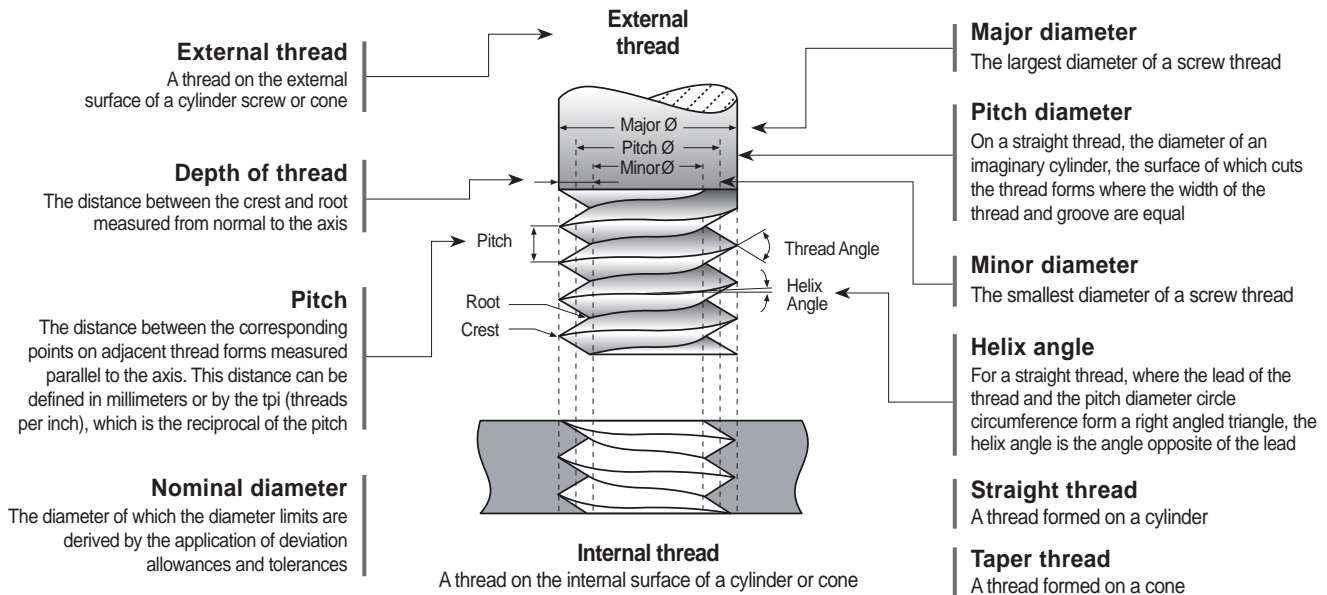 External thread
A thread on the external
surface of a cylinder screw or cone
Depth of thread
The distance between the crest and root
measured from normal to the axis
Pitch
The distance between the corresponding
points on adjacent thread forms measured
parallel to the axis. This distance can be
defined in millimeters or by the tpi (threads
per inch), which is the reciprocal of the pitch
Nominal diameter
The diameter of which the diameter limits are
derived by the application of deviation
allowances and tolerances
External
thread
Major Ø
Pitch Ø
Minor Ø
Pitch
Thread Angle
Helix
Angle
Root
Crest
Internal thread
A thread on the internal surface of a cylinder or cone
Major diameter
The largest diameter of a screw thread
Pitch diameter
On a straight thread, the diameter of an
imaginary cylinder, the surface of which cuts
the thread forms where the width of the
thread and groove are equal
Minor diameter
The smallest diameter of a screw thread
Helix angle
For a straight thread, where the lead of the
thread and the pitch diameter circle
circumference form a right angled triangle, the
helix angle is the angle opposite of the lead
Straight thread
A thread formed on a cylinder
Taper thread
A thread formed on a cone